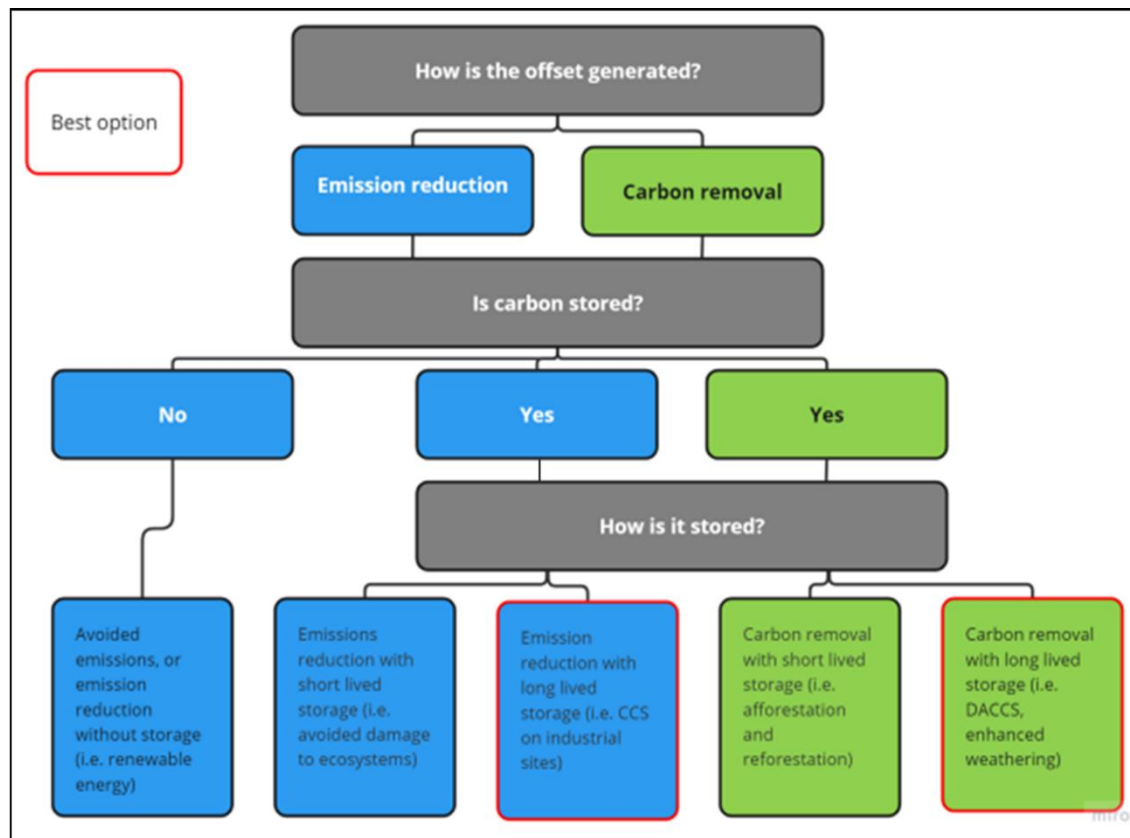 How is the offset generated?
Best option
Emission reduction
Carbon removal
Is carbon stored?
No
Yes
Yes
How is it stored?
Avoided
emissions, or
emission
reduction
without storage
(i.e. renewable
energy)
Emissions
reduction with
short lived
storage (i.e.
avoided damage
to ecosystems)
Emission
reduction with
long lived
storage (i.e. CCS
on industrial
sites)
Carbon removal
with short lived
storage (i.e.
afforestation
and
reforestation)
Carbon removal
with long lived
storage (i.e.
DACCS,
enhanced
weathering)
miro